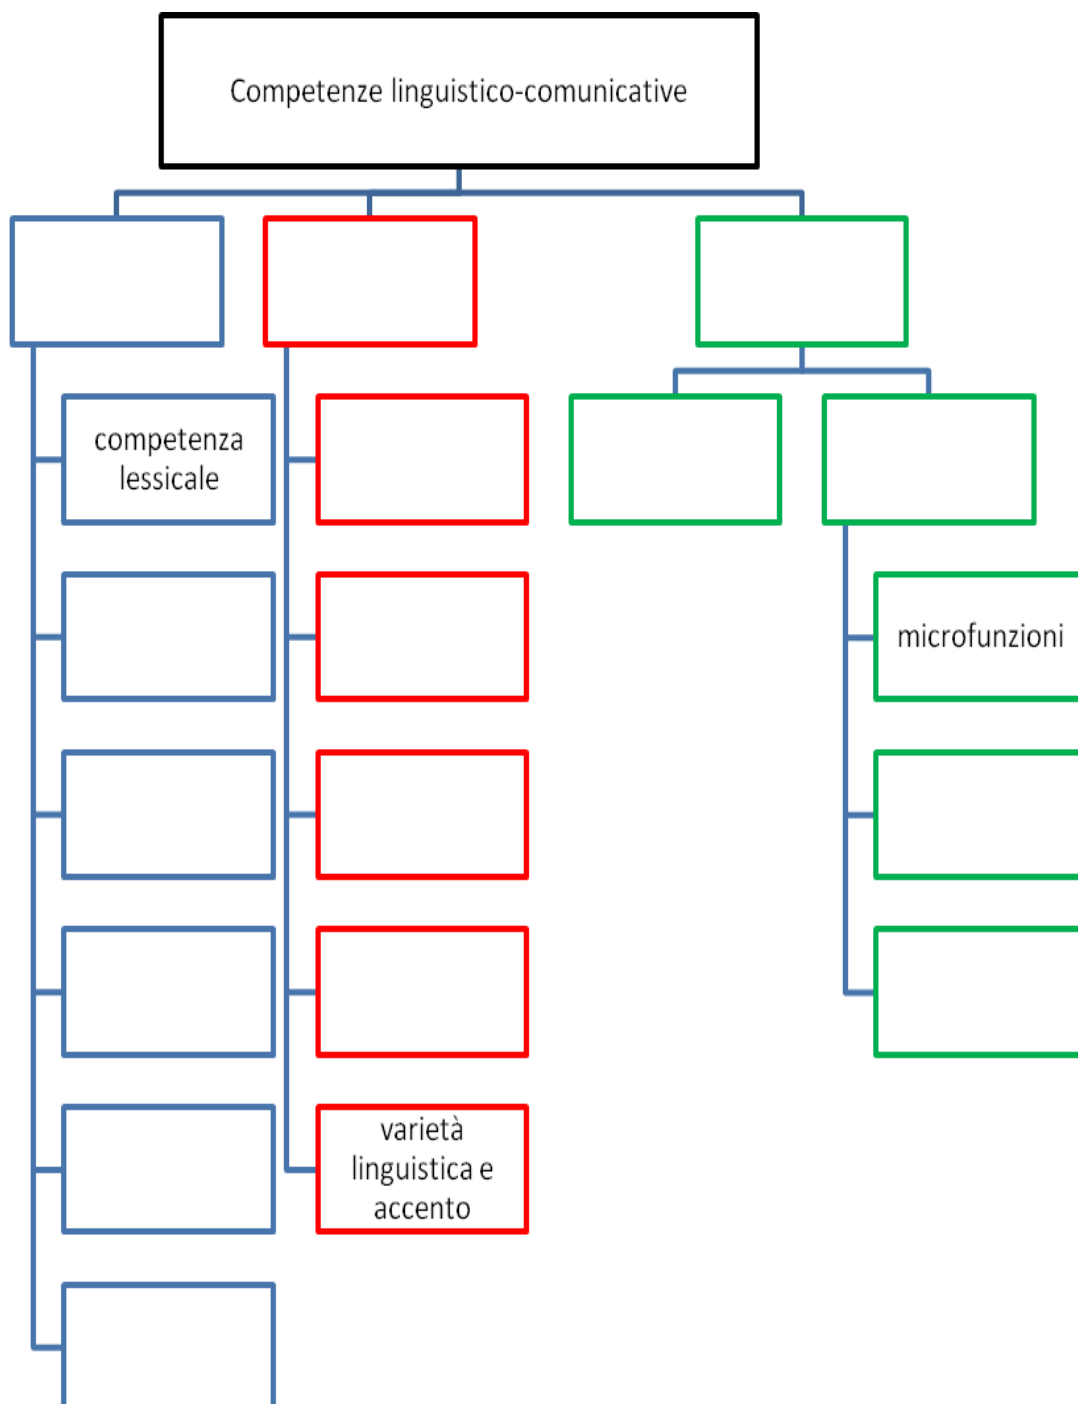 Competenze linguistico-comunicative
competenza
lessicale
microfunzioni
varietà
linguistica e
accento